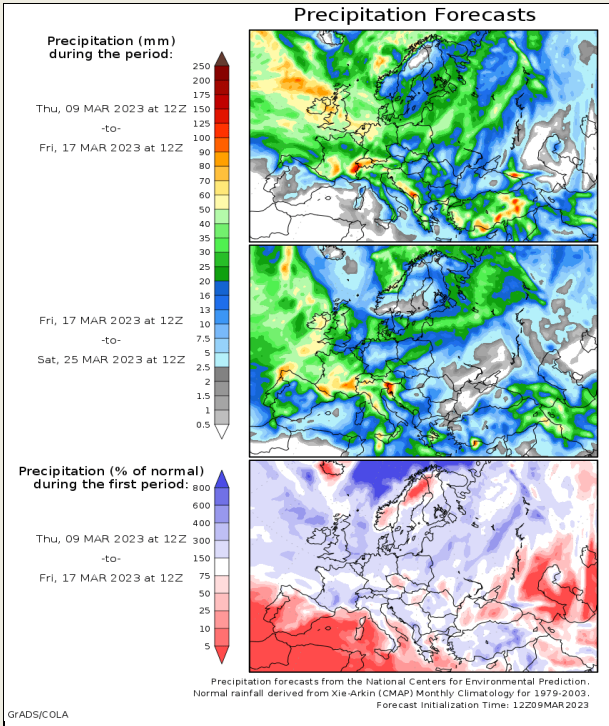 Precipitation Forecasts
Precipitation (mm)
during the period:
Thu, 09 MAR 2023 at 12Z
-to-
Fri, 17 MAR 2023 at 12Z
250
200
175
150
125
100
90
80
70
60
50
40
35
30
25
20
16
13
10
7.5
5
2.5
2
1.5
1
0.5
Fri, 17 MAR 2023 at 12Z
-to-
Sat, 25 MAR 2023 at 12Z
Precipitation (% of normal)
during the first period:
Thu, 09 MAR 2023 at 12Z
-to-
Fri, 17 MAR 2023 at 12Z
800
600
400
300
150
75
50
25
10
5
Precipitation forecasts from the National Centers for Environmental Prediction.
Normal rainfall derived from Xie-Arkin (CMAP) Monthly Climatology for 1979-2003.
Forecast Initialization Time: 12Z09MAR2023
GrADS/COLA